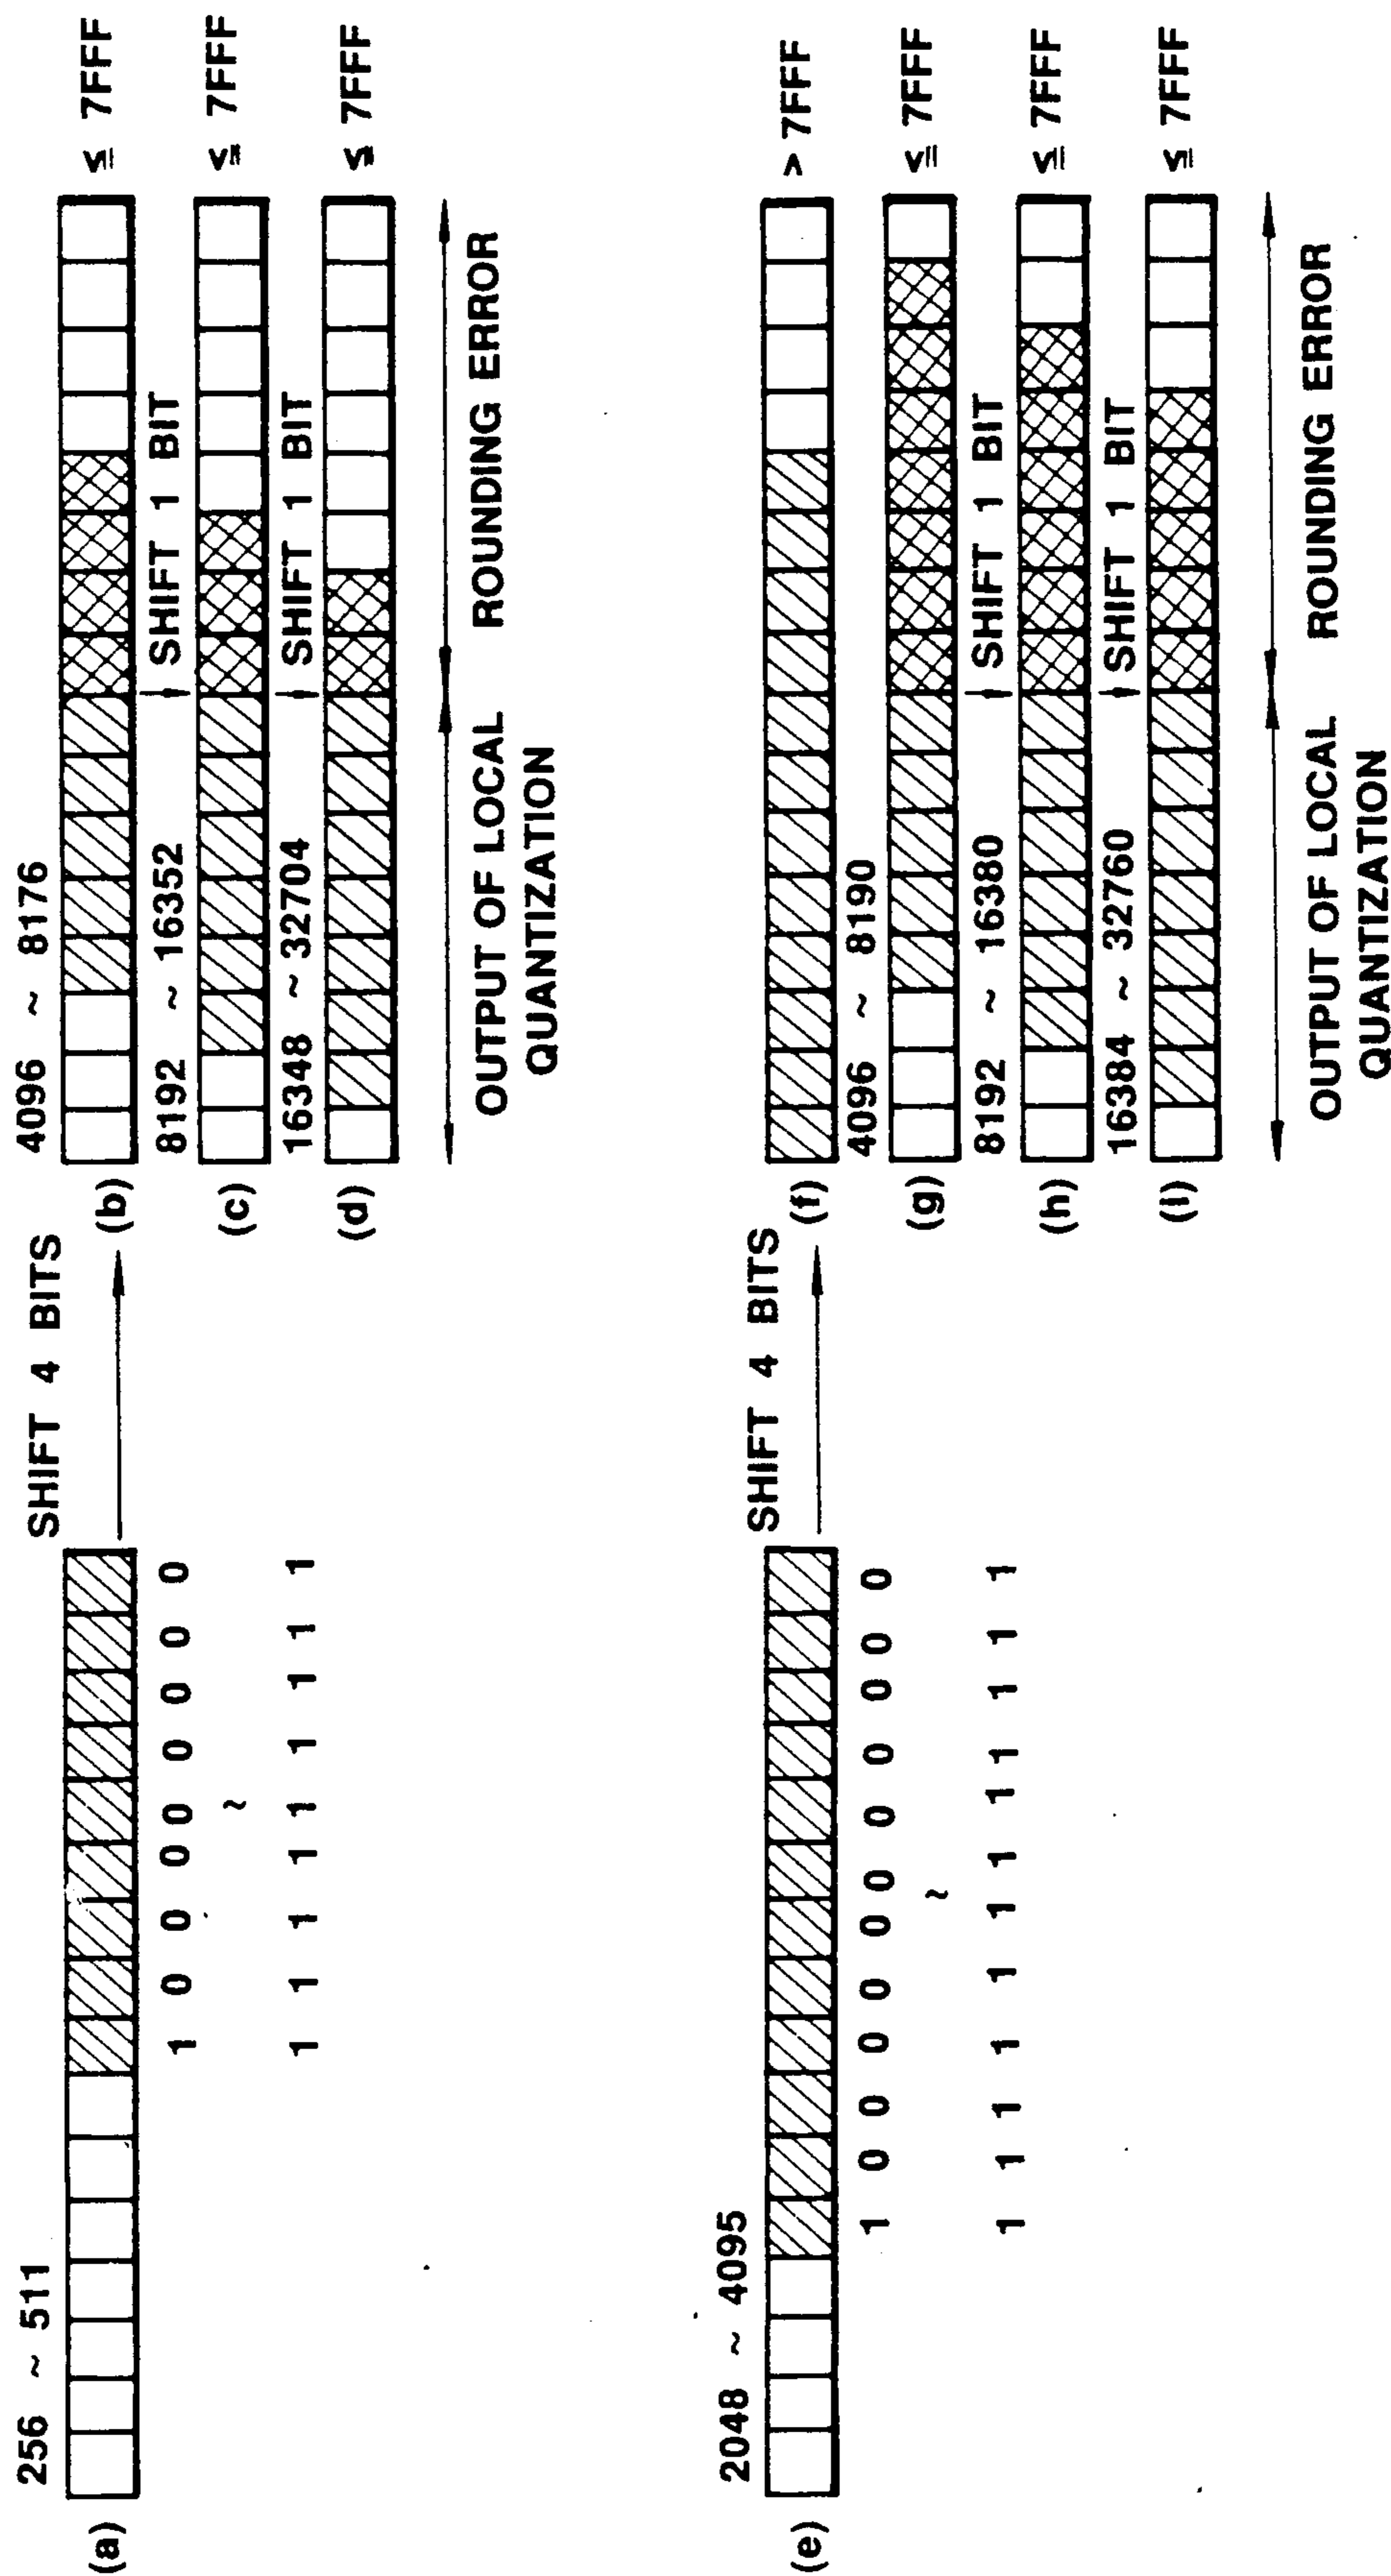 256 ~ 511
(a)
1 0 0 0 0 0 0 0 0
~
1 1 1 1 1 1 1 1 1
SHIFT 4 BITS
4096 ~ 8176
(b)
≦ 7FFF
SHIFT 1 BIT
8192 ~ 16352
(c)
≦ 7FFF
SHIFT 1 BIT
16348 ~ 32704
(d)
≦ 7FFF
OUTPUT OF LOCAL
QUANTIZATION
ROUNDING ERROR
2048 ~ 4095
(e)
1 0 0 0 0 0 0 0 0 0 0 0
~
1 1 1 1 1 1 1 1 1 1 1 1
SHIFT 4 BITS
(f)
> 7FFF
4096 ~ 8190
(g)
≦ 7FFF
SHIFT 1 BIT
8192 ~ 16380
(h)
≦ 7FFF
SHIFT 1 BIT
16384 ~ 32760
(i)
≦ 7FFF
OUTPUT OF LOCAL
QUANTIZATION
ROUNDING ERROR